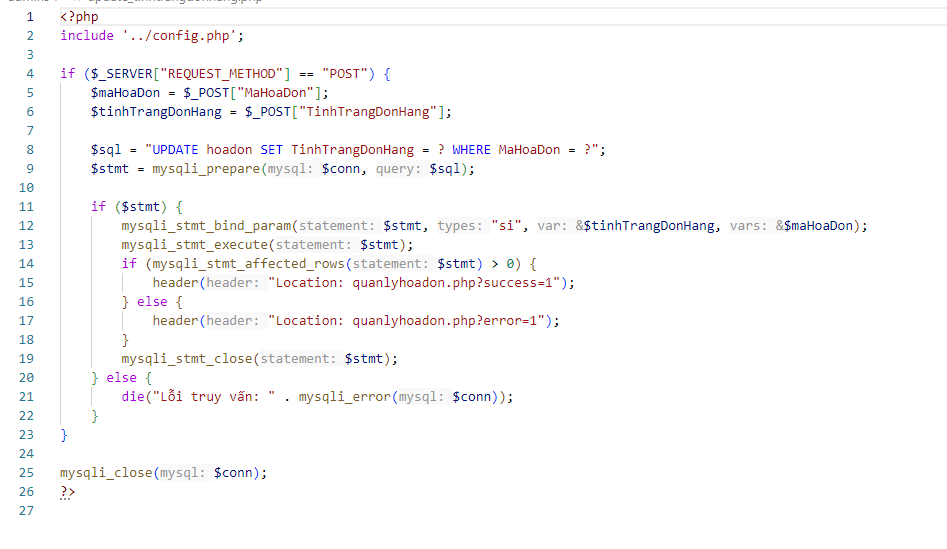 update_tinhtrangdonhang.php
1 <?php
2 include '../config.php';
3
4 if ($_SERVER["REQUEST_METHOD"] == "POST") {
5 $maHoaDon = $_POST["MaHoaDon"];
6 $tinhTrangDonHang = $_POST["TinhTrangDonHang"];
7
8 $sql = "UPDATE hoadon SET TinhTrangDonHang = ? WHERE MaHoaDon = ?";
9 $stmt = mysqli_prepare(mysql: $conn, query: $sql);
10
11 if ($stmt) {
12 mysqli_stmt_bind_param(statement: $stmt, types: "si", var: &$tinhTrangDonHang, vars: &$maHoaDon);
13 mysqli_stmt_execute(statement: $stmt);
14 if (mysqli_stmt_affected_rows(statement: $stmt) > 0) {
15 header(header: "Location: quanlyhoadon.php?success=1");
16 } else {
17 header(header: "Location: quanlyhoadon.php?error=1");
18 }
19 mysqli_stmt_close(statement: $stmt);
20 } else {
21 die("Lỗi truy vấn: " . mysqli_error(mysql: $conn));
22 }
23 }
24
25 mysqli_close(mysql: $conn);
26 ?>
27